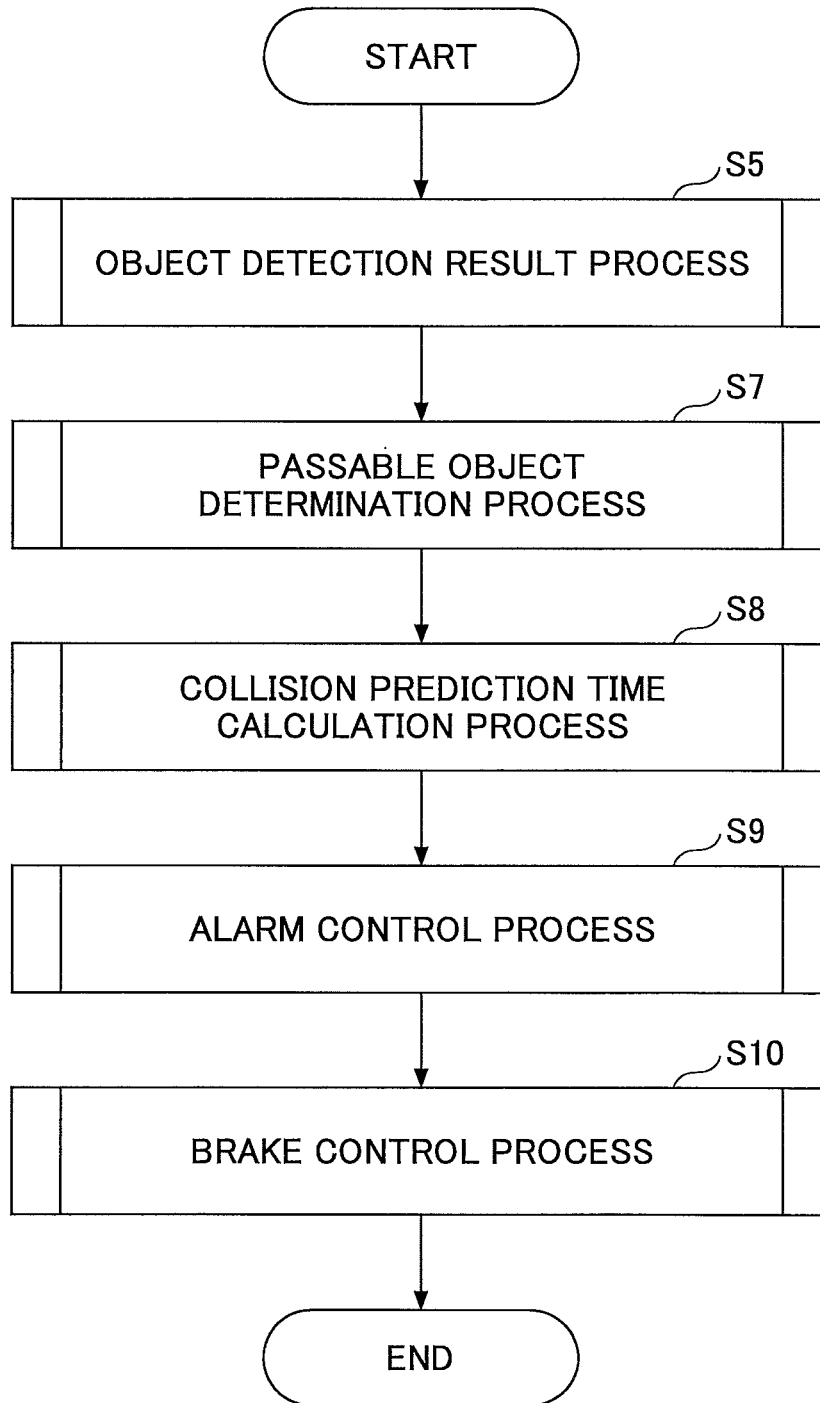 START
S5
OBJECT DETECTION RESULT PROCESS
S7
PASSABLE OBJECT
DETERMINATION PROCESS
S8
COLLISION PREDICTION TIME
CALCULATION PROCESS
S9
ALARM CONTROL PROCESS
S10
BRAKE CONTROL PROCESS
END